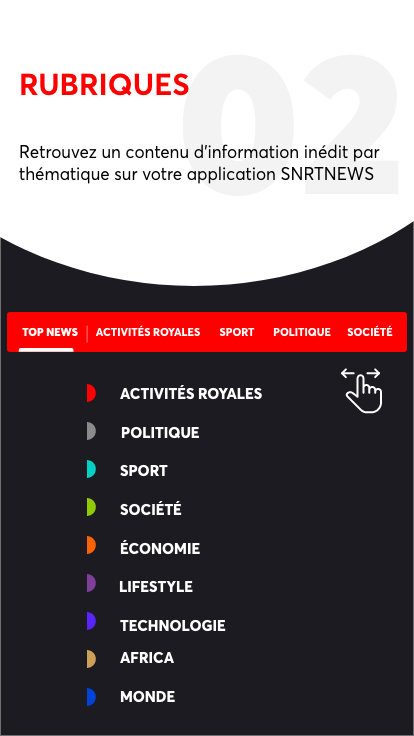 02
RUBRIQUES
Retrouvez un contenu d'information inédit par
thématique sur votre application SNRTNEWS
TOP NEWS | ACTIVITÉS ROYALES SPORT POLITIQUE SOCIÉTÉ
ACTIVITÉS ROYALES
POLITIQUE
SPORT
SOCIÉTÉ
ÉCONOMIE
LIFESTYLE
TECHNOLOGIE
AFRICA
MONDE